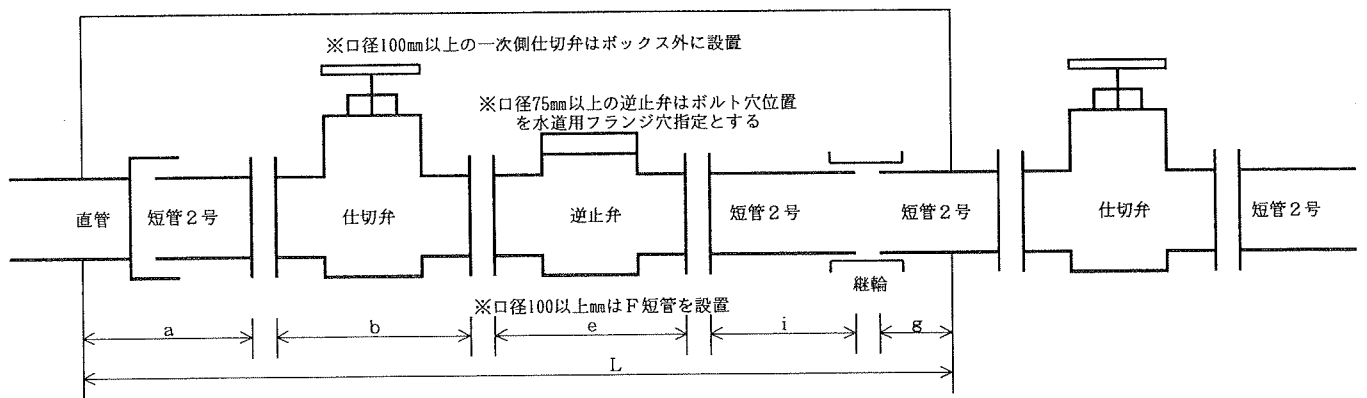 ※口径100㎜以上の一次側仕切弁はボックス外に設置
※口径75㎜以上の逆止弁はボルト穴位置
を水道用フランジ穴指定とする
直管
短管２号
仕切弁
逆止弁
短管２号
短管２号
仕切弁
短管２号
継輪
※口径100以上㎜はＦ短管を設置
a
b
e
i
g
L